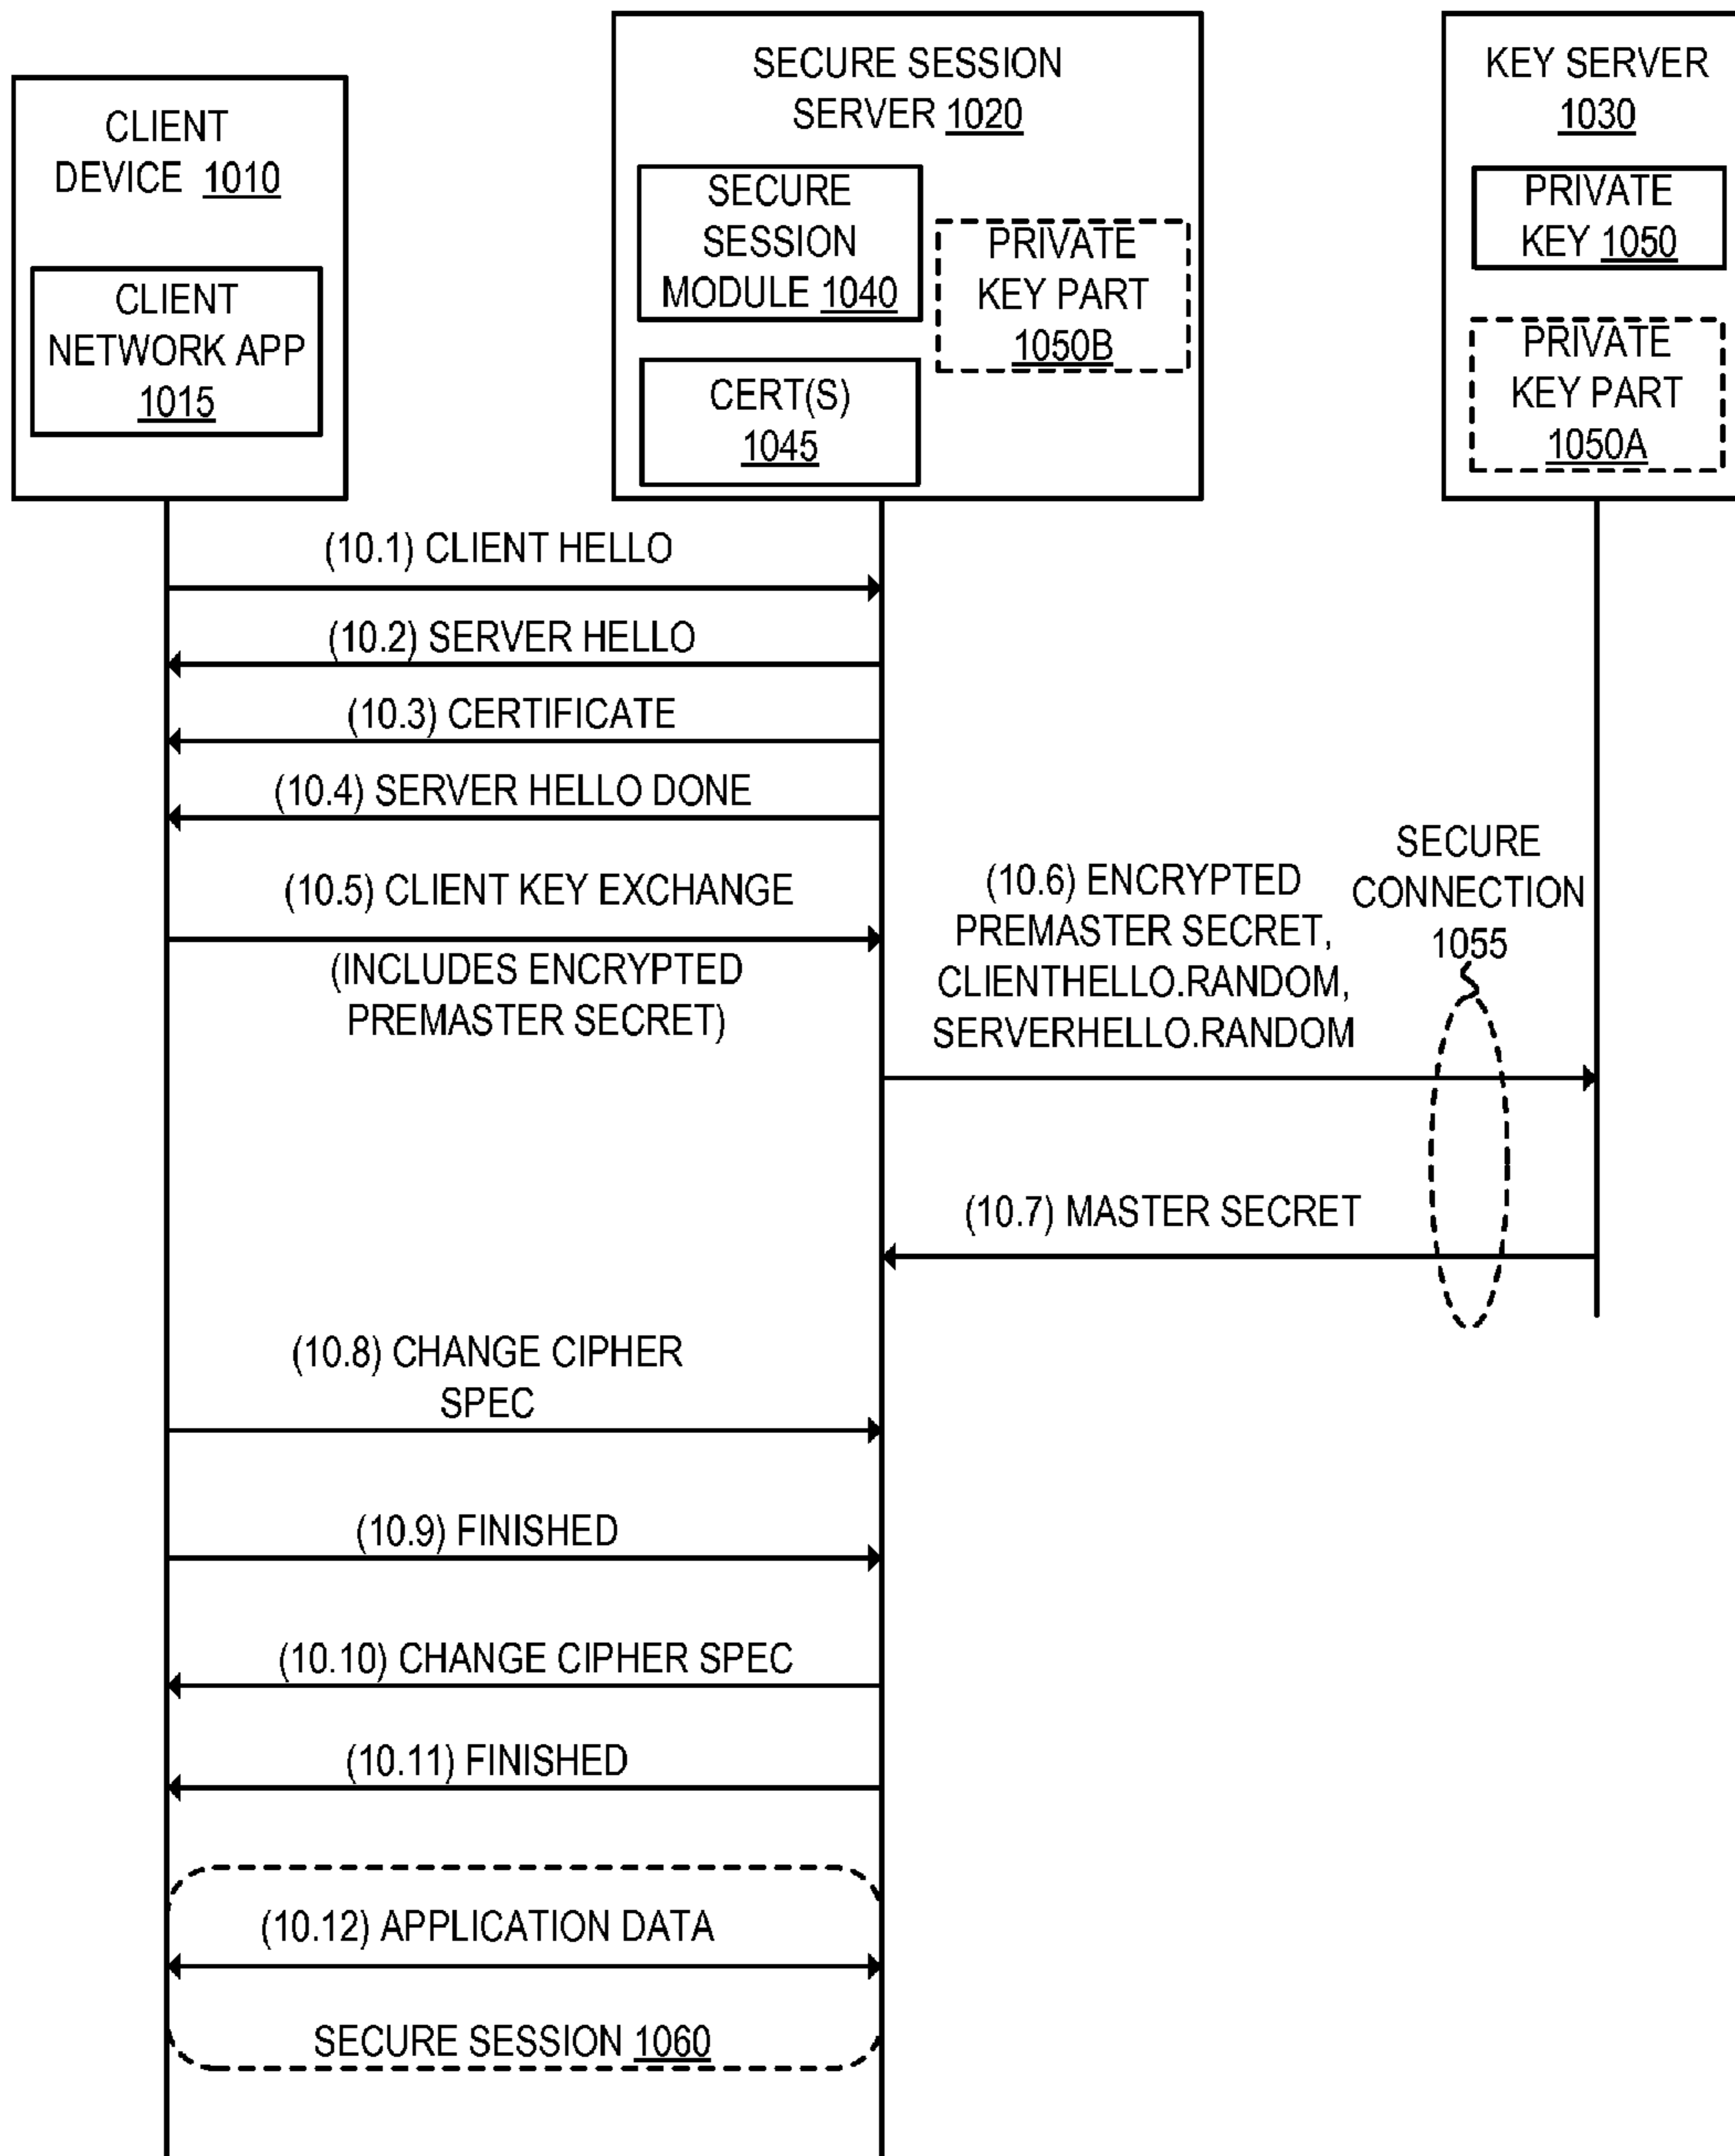 CLIENT
DEVICE 1010
CLIENT
NETWORK APP
1015
SECURE SESSION
SERVER 1020
SECURE
SESSION
MODULE 1040
PRIVATE
KEY PART
1050B
CERT(S)
1045
KEY SERVER
1030
PRIVATE
KEY 1050
PRIVATE
KEY PART
1050A
(10.1) CLIENT HELLO
(10.2) SERVER HELLO
(10.3) CERTIFICATE
(10.4) SERVER HELLO DONE
(10.5) CLIENT KEY EXCHANGE
(INCLUDES ENCRYPTED
PREMASTER SECRET)
(10.6) ENCRYPTED
PREMASTER SECRET,
CLIENTHELLO.RANDOM,
SERVERHELLO.RANDOM
SECURE
CONNECTION
1055
(10.7) MASTER SECRET
(10.8) CHANGE CIPHER
SPEC
(10.9) FINISHED
(10.10) CHANGE CIPHER SPEC
(10.11) FINISHED
(10.12) APPLICATION DATA
SECURE SESSION 1060